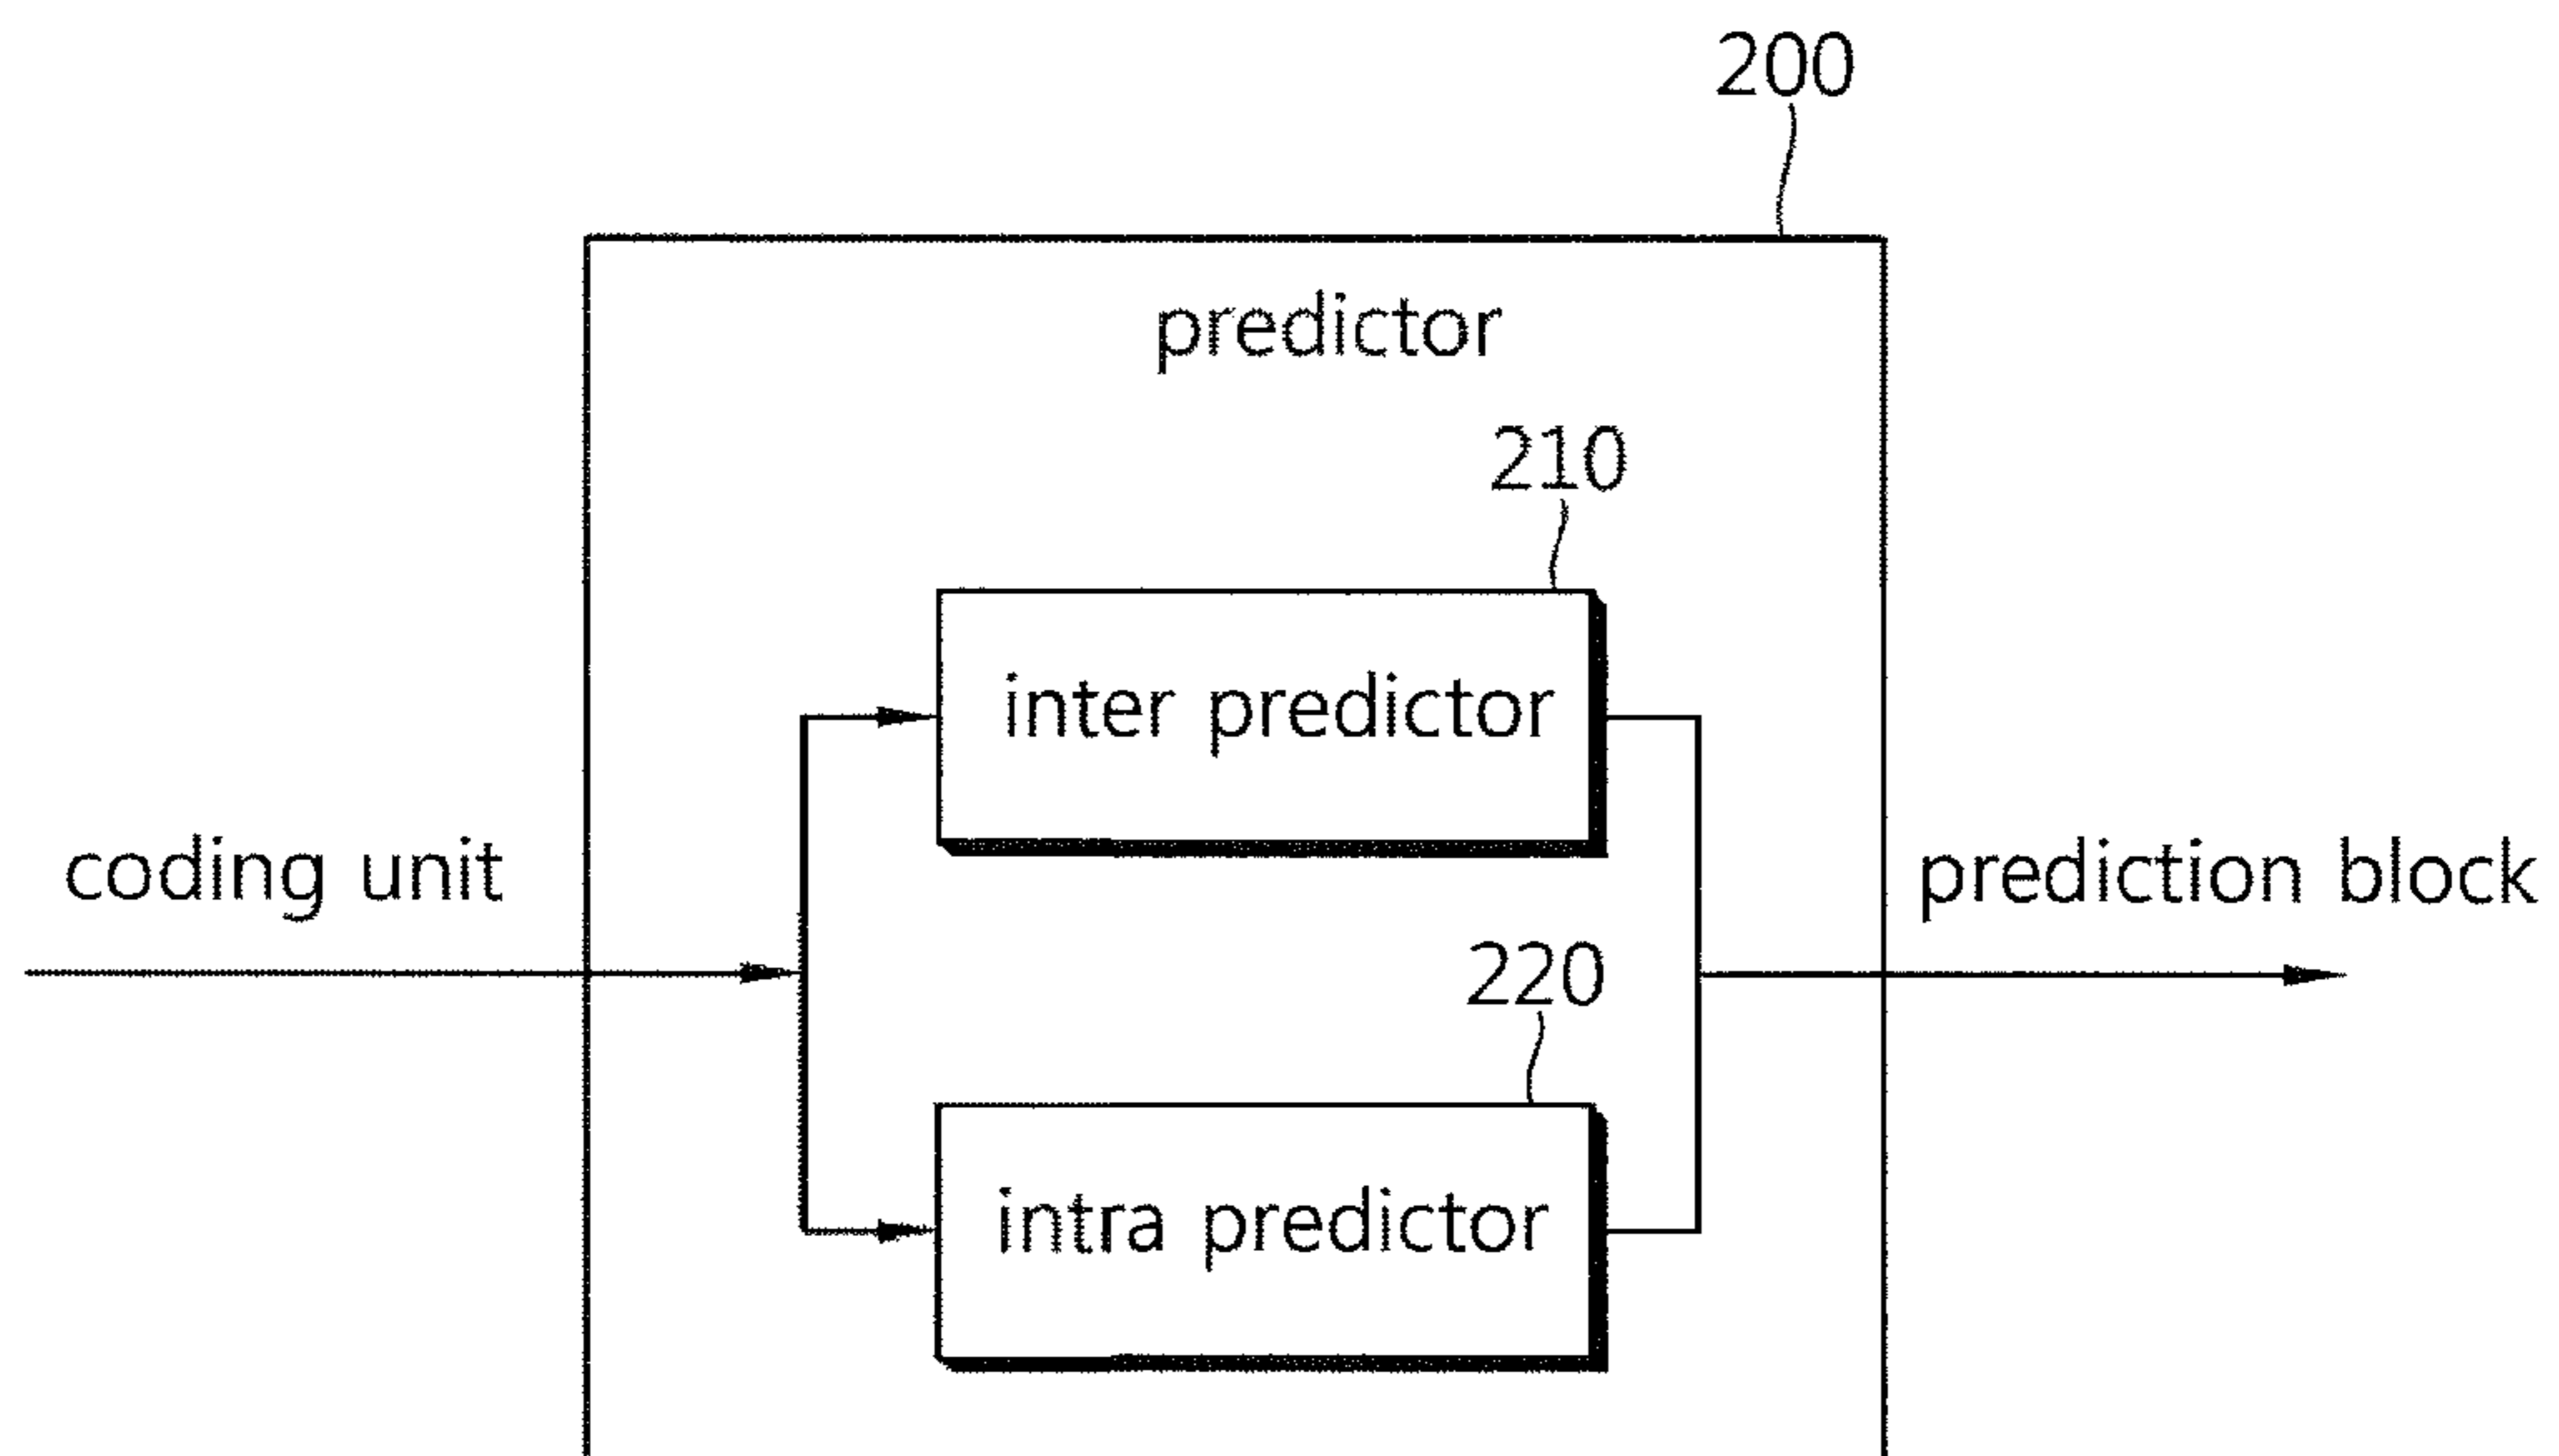 200
predictor
210
inter predictor
coding unit
prediction block
220
intra predictor